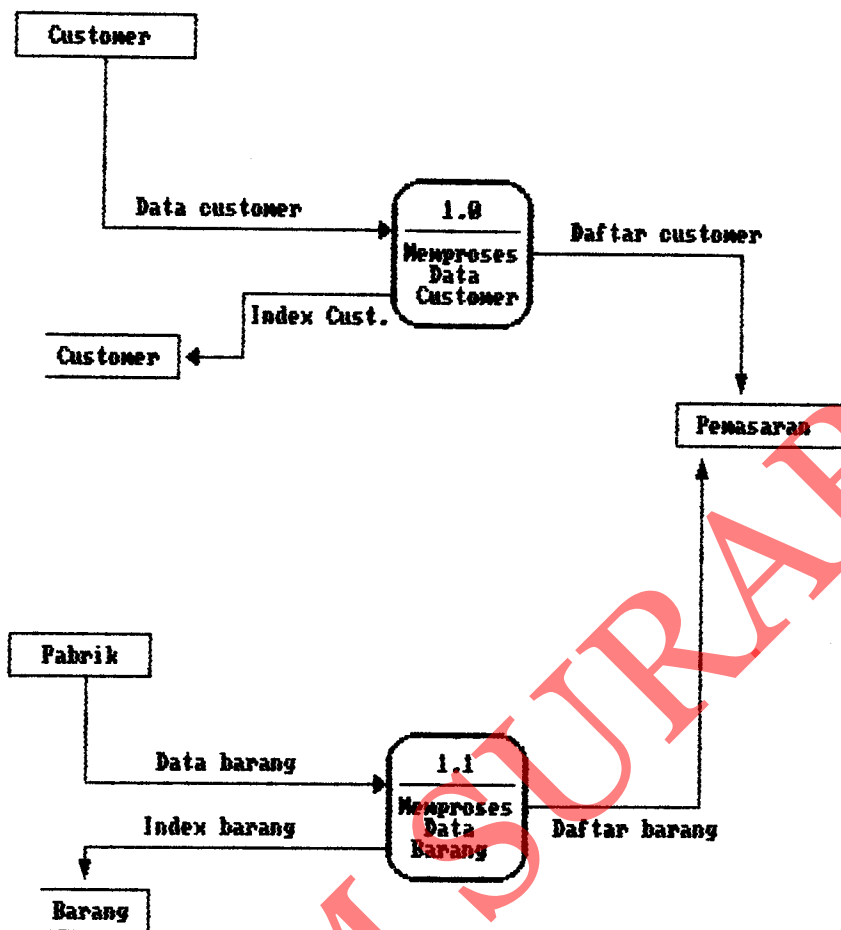 Customer
Data customer
1.0
Memproses
Data
Customer
Daftar customer
Index Cust.
Customer
Pemasaran
Pabrik
Data barang
1.1
Memproses
Data
Barang
Index barang
Daftar barang
Barang
M SURAB